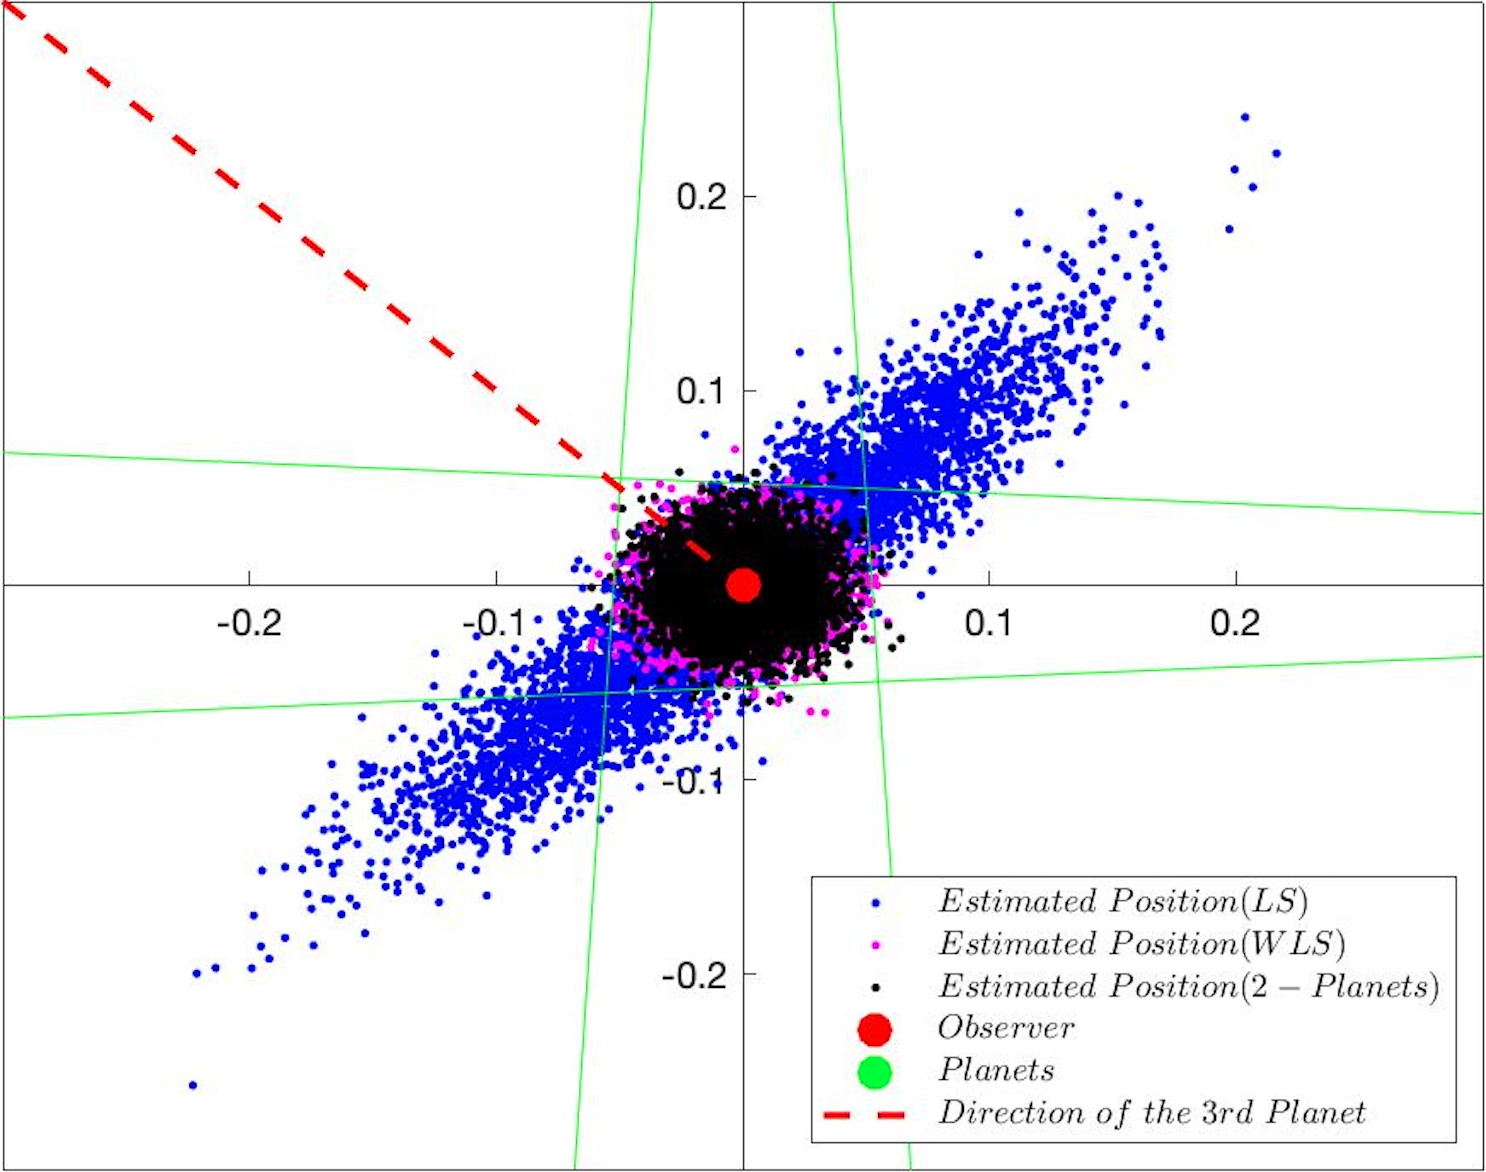 0.2
0.1
-0.2
-0.1
0.1
0.2
-0.1
-0.2
Estimated Position(LS)
Estimated Position(WLS)
Estimated Position(2 − Planets)
Observer
Planets
Direction of the 3rd Planet